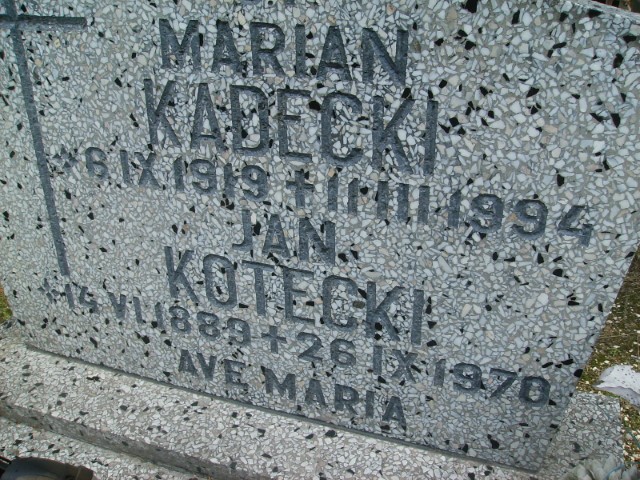 MARIAN
KADECKI
* 6 IX 1919 + 11 III 1994
JAN
KOTECKI
* 14 VI 1889 + 26 IX 1970
AVE MARIA